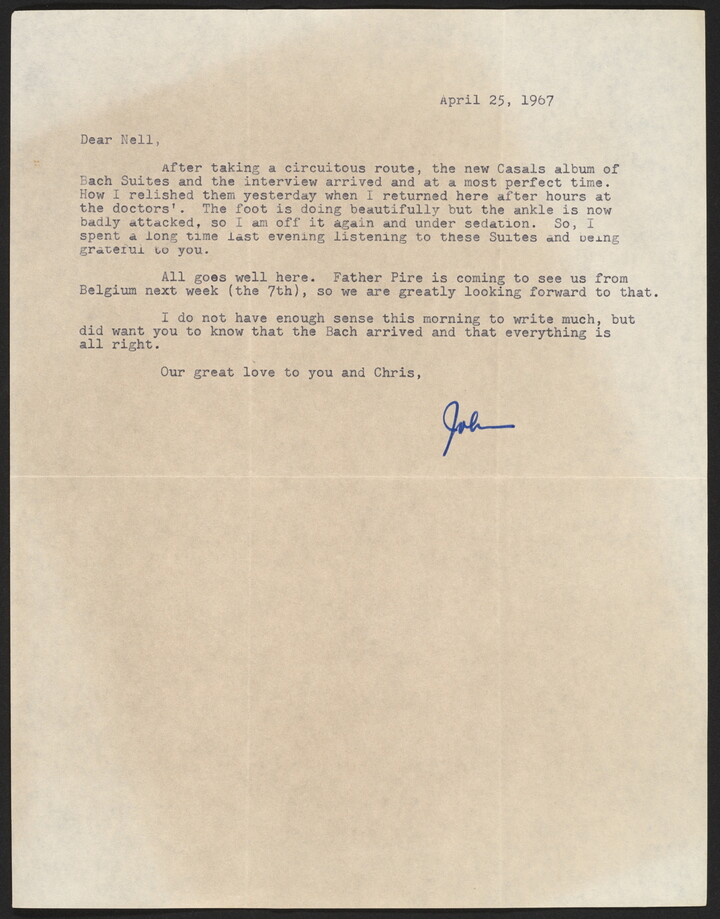 April 25, 1967
Dear Nell,
After taking a circuitous route, the new Casals album of
Bach Suites and the interview arrived and at a most perfect time.
How I relished them yesterday when I returned here after hours at
the doctors'. The foot is doing beautifully but the ankle is now
badly attacked, so I am off it again and under sedation. So, I
spent a long time last evening listening to these Suites and being
grateful to you.
All goes well here. Father Pire is coming to see us from
Belgium next week (the 7th), so we are greatly looking forward to that.
I do not have enough sense this morning to write much, but
did want you to know that the Bach arrived and that everything is
all right.
Our great love to you and Chris,
John